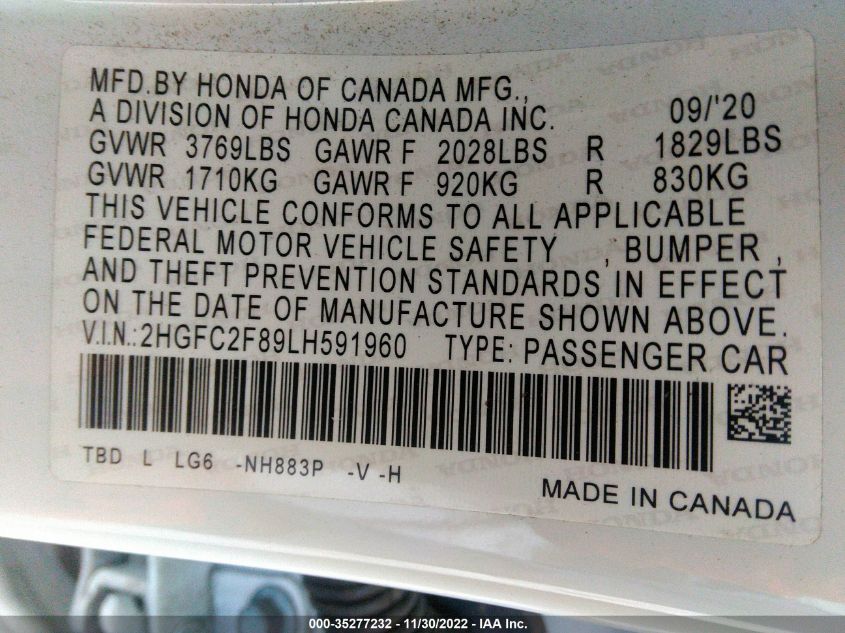 MFD.BY HONDA OF CANADA MFG.,
A DIVISION OF HONDA CANADA INC. 09/'20
GVWR 3769LBS GAWR F 2028LBS R 1829LBS
GVWR 1710KG GAWR F 920KG R 830KG
THIS VEHICLE CONFORMS TO ALL APPLICABLE
FEDERAL MOTOR VEHICLE SAFETY , BUMPER ,
AND THEFT PREVENTION STANDARDS IN EFFECT
ON THE DATE OF MANUFACTURE SHOWN ABOVE.
V.I.N.:2HGFC2F89LH591960 TYPE: PASSENGER CAR
TBD L LG6 -NH883P -V -H
MADE IN CANADA
000-35277232 — 11/30/2022 — IAA Inc.